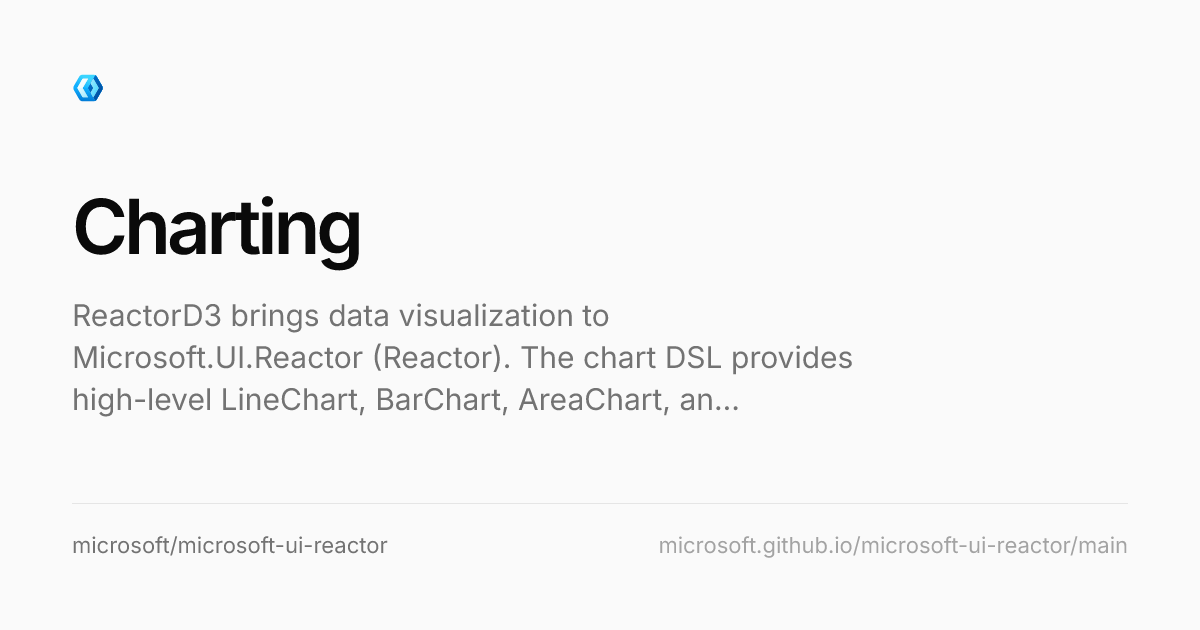 Charting
ReactorD3 brings data visualization to
Microsoft.UI.Reactor (Reactor). The chart DSL provides
high-level LineChart, BarChart, AreaChart, an...
microsoft/microsoft-ui-reactor
microsoft.github.io/microsoft-ui-reactor/main